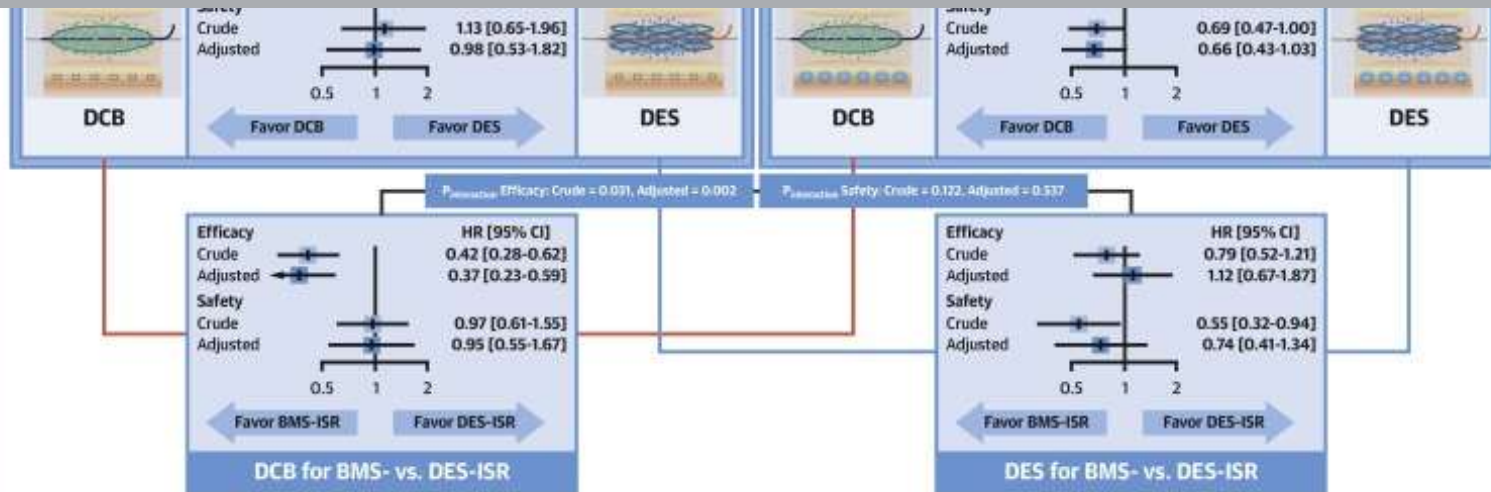 Safety
Crude 1.13 [0.65-1.96]
Adjusted 0.98 [0.53-1.82]
0.5 1 2
DCB
Favor DCB Favor DES
DES
Safety
Crude 0.69 [0.47-1.00]
Adjusted 0.66 [0.43-1.03]
0.5 1 2
DCB
Favor DCB Favor DES
DES
Pinteraction Efficacy: Crude = 0.031, Adjusted = 0.002
Pinteraction Safety: Crude = 0.122, Adjusted = 0.537
Efficacy HR [95% CI]
Crude 0.42 [0.28-0.62]
Adjusted 0.37 [0.23-0.59]
Safety
Crude 0.97 [0.61-1.55]
Adjusted 0.95 [0.55-1.67]
0.5 1 2
Favor BMS-ISR Favor DES-ISR
DCB for BMS- vs. DES-ISR
Efficacy HR [95% CI]
Crude 0.79 [0.52-1.21]
Adjusted 1.12 [0.67-1.87]
Safety
Crude 0.55 [0.32-0.94]
Adjusted 0.74 [0.41-1.34]
0.5 1 2
Favor BMS-ISR Favor DES-ISR
DES for BMS- vs. DES-ISR